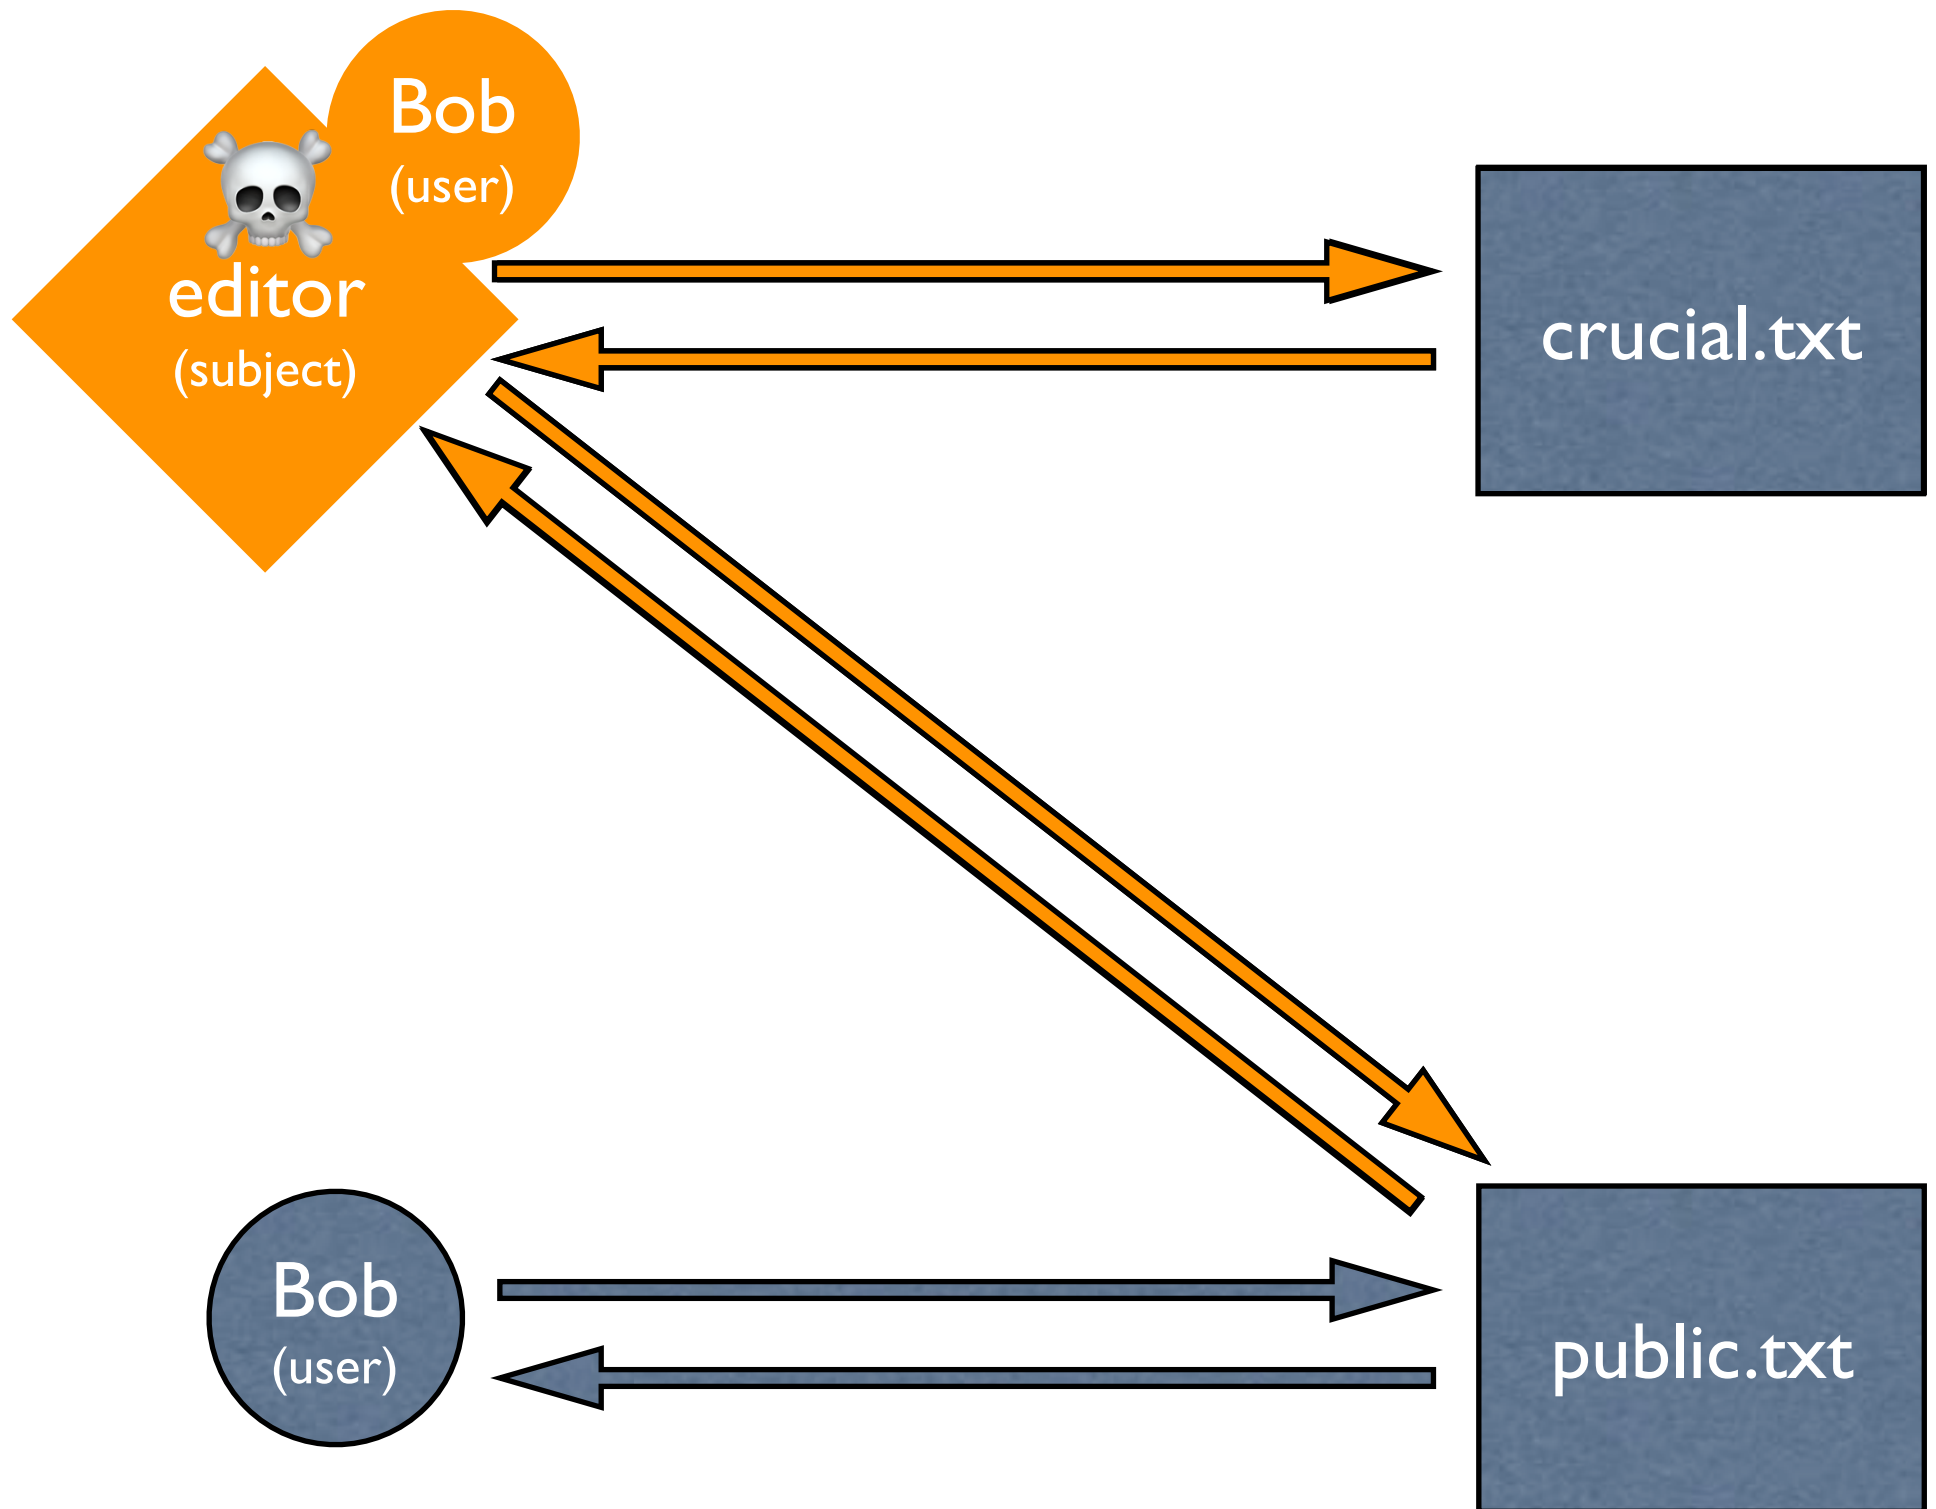 Bob
(user)
editor
(subject)
crucial.txt
Bob
(user)
public.txt